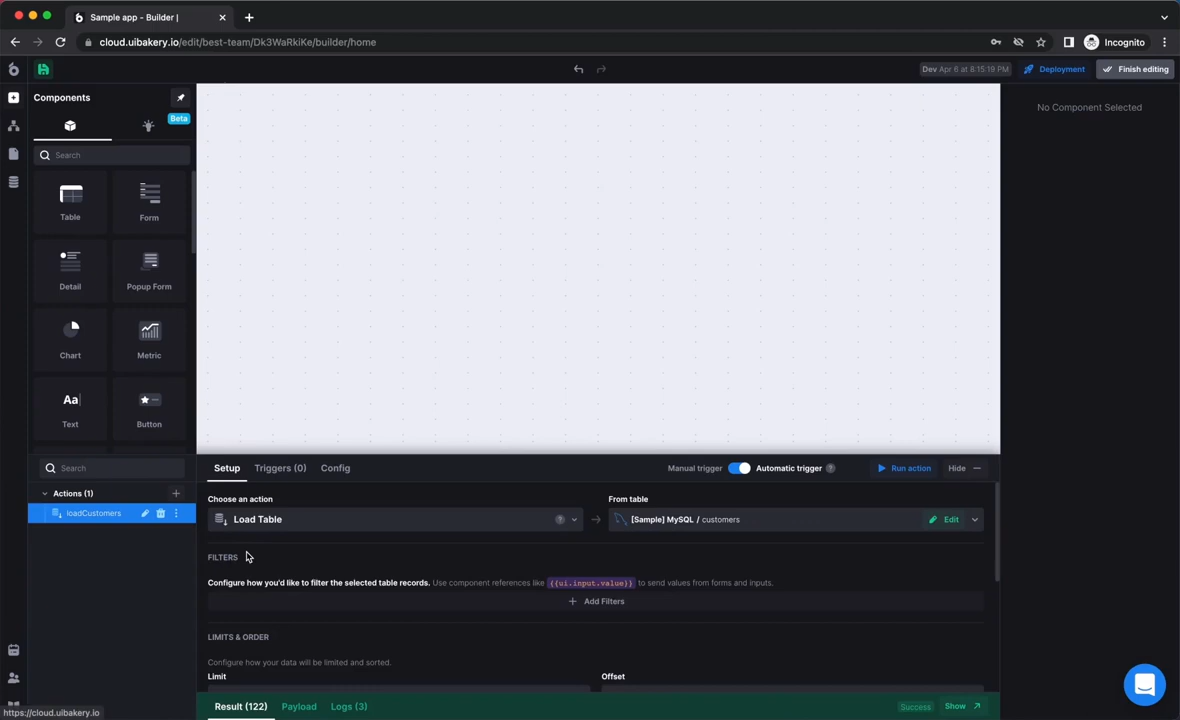 Sample app - Builder |
cloud.uibakery.io/edit/best-team/Dk3WaRkiKe/builder/home
Incognito
Dev Apr 6 at 8:15:19 PM
Deployment
Finish editing
Components
No Component Selected
Beta
Search
Table
Form
Detail
Popup Form
Chart
Metric
Aa
Text
Button
Search
Setup
Triggers (0)
Config
Manual trigger
Automatic trigger
Run action
Hide
Actions (1)
loadCustomers
Choose an action
From table
Load Table
[Sample] MySQL / customers
Edit
FILTERS
Configure how you'd like to filter the selected table records. Use component references like {{ui.input.value}} to send values from forms and inputs.
Add Filters
LIMITS & ORDER
Configure how your data will be limited and sorted.
Limit
Offset
Result (122)
Payload
Logs (3)
Success
Show
https://cloud.uibakery.io